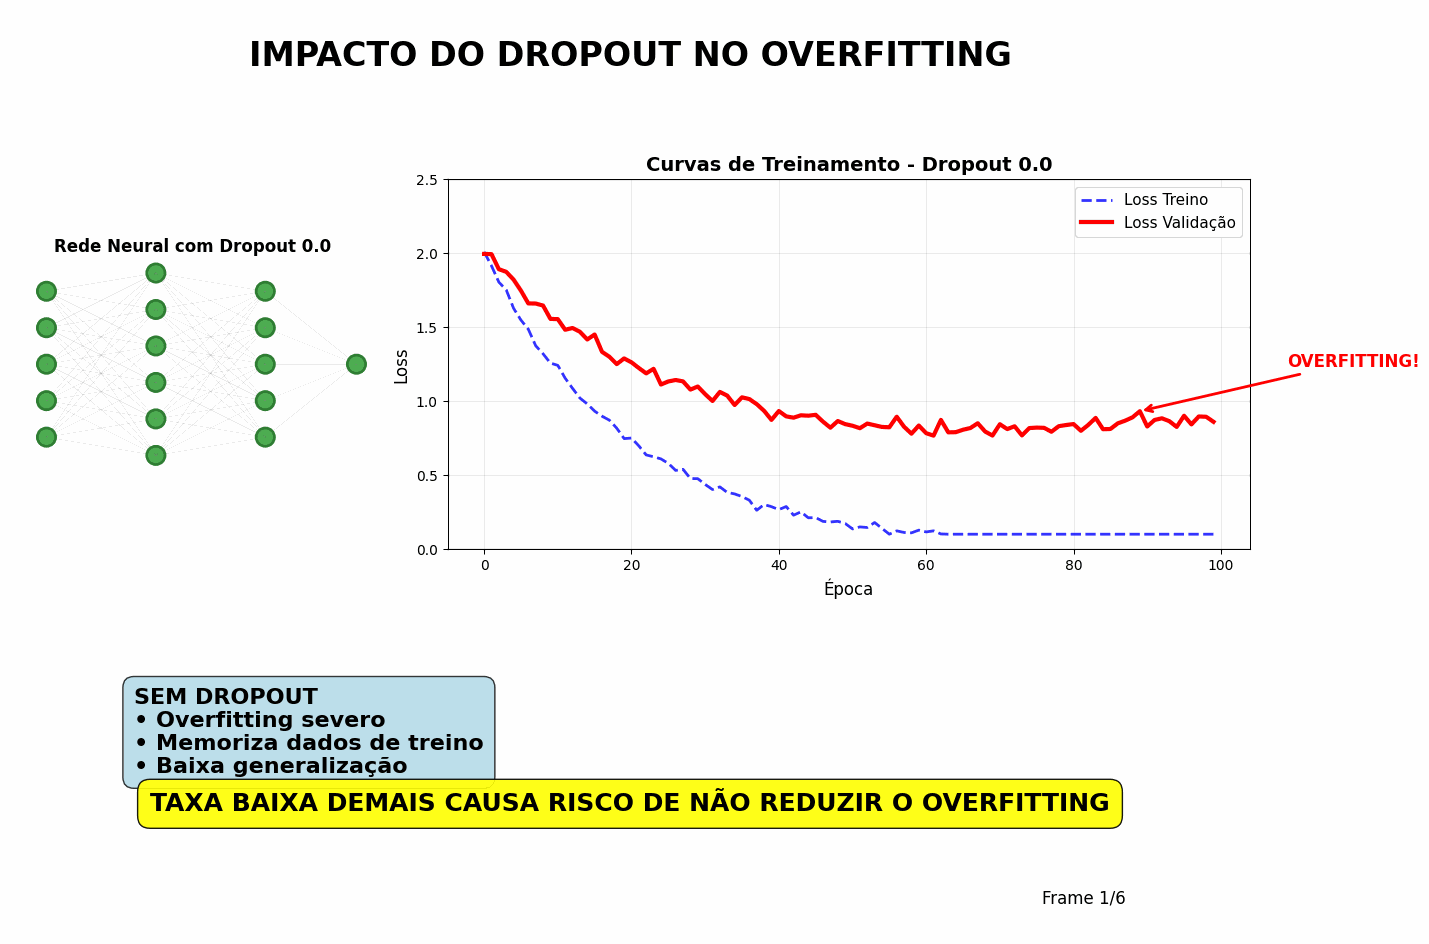 IMPACTO DO DROPOUT NO OVERFITTING
Rede Neural com Dropout 0.0
Curvas de Treinamento - Dropout 0.0
Loss Treino
Loss Validação
2.5
2.0
1.5
1.0
0.5
0.0
Loss
0
20
40
60
80
100
Época
OVERFITTING!
SEM DROPOUT
• Overfitting severo
• Memoriza dados de treino
• Baixa generalização
TAXA BAIXA DEMAIS CAUSA RISCO DE NÃO REDUZIR O OVERFITTING
Frame 1/6